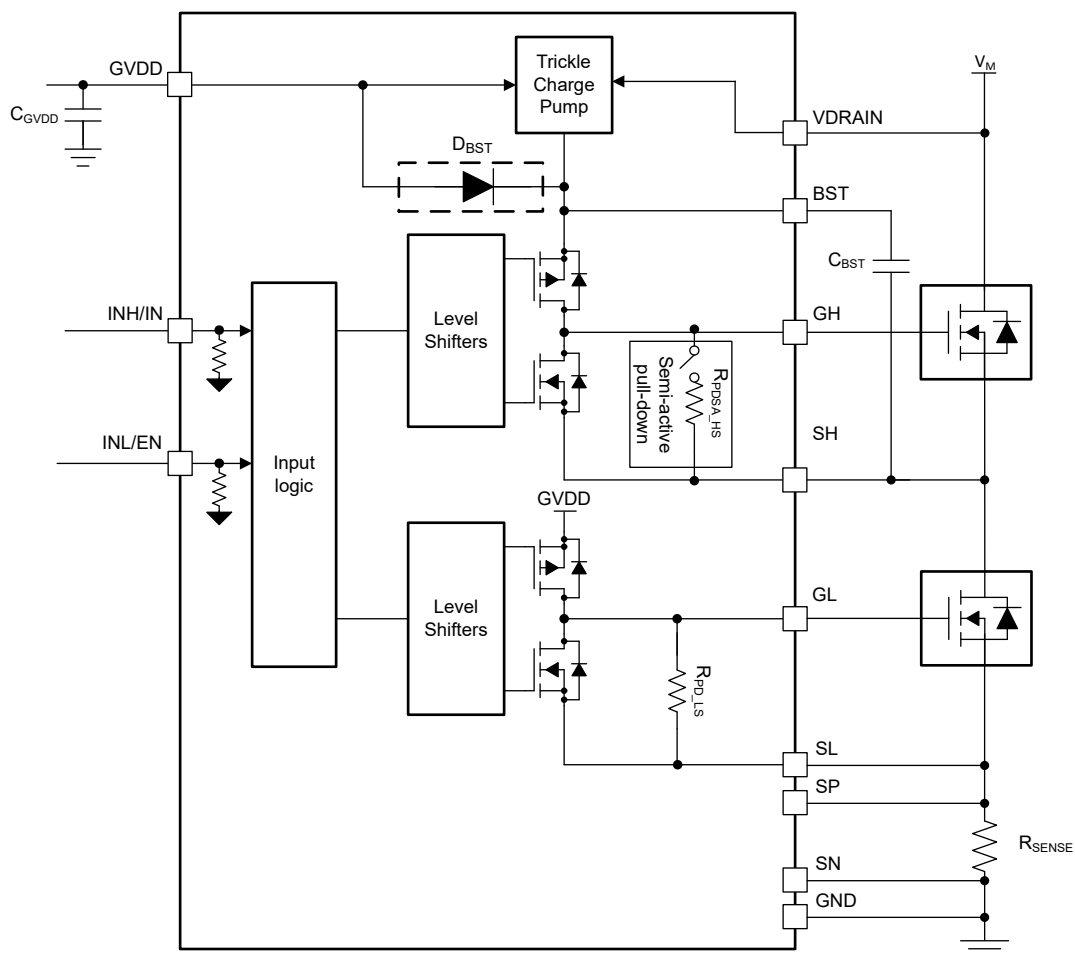 GVDD
C_GVDD
Trickle
Charge
Pump
V_M
VDRAIN
D_BST
BST
C_BST
INH/IN
Level
Shifters
GH
R_PDSA_HS
Semi-active
pull-down
SH
INL/EN
Input
logic
GVDD
Level
Shifters
GL
R_PD_LS
SL
SP
R_SENSE
SN
GND